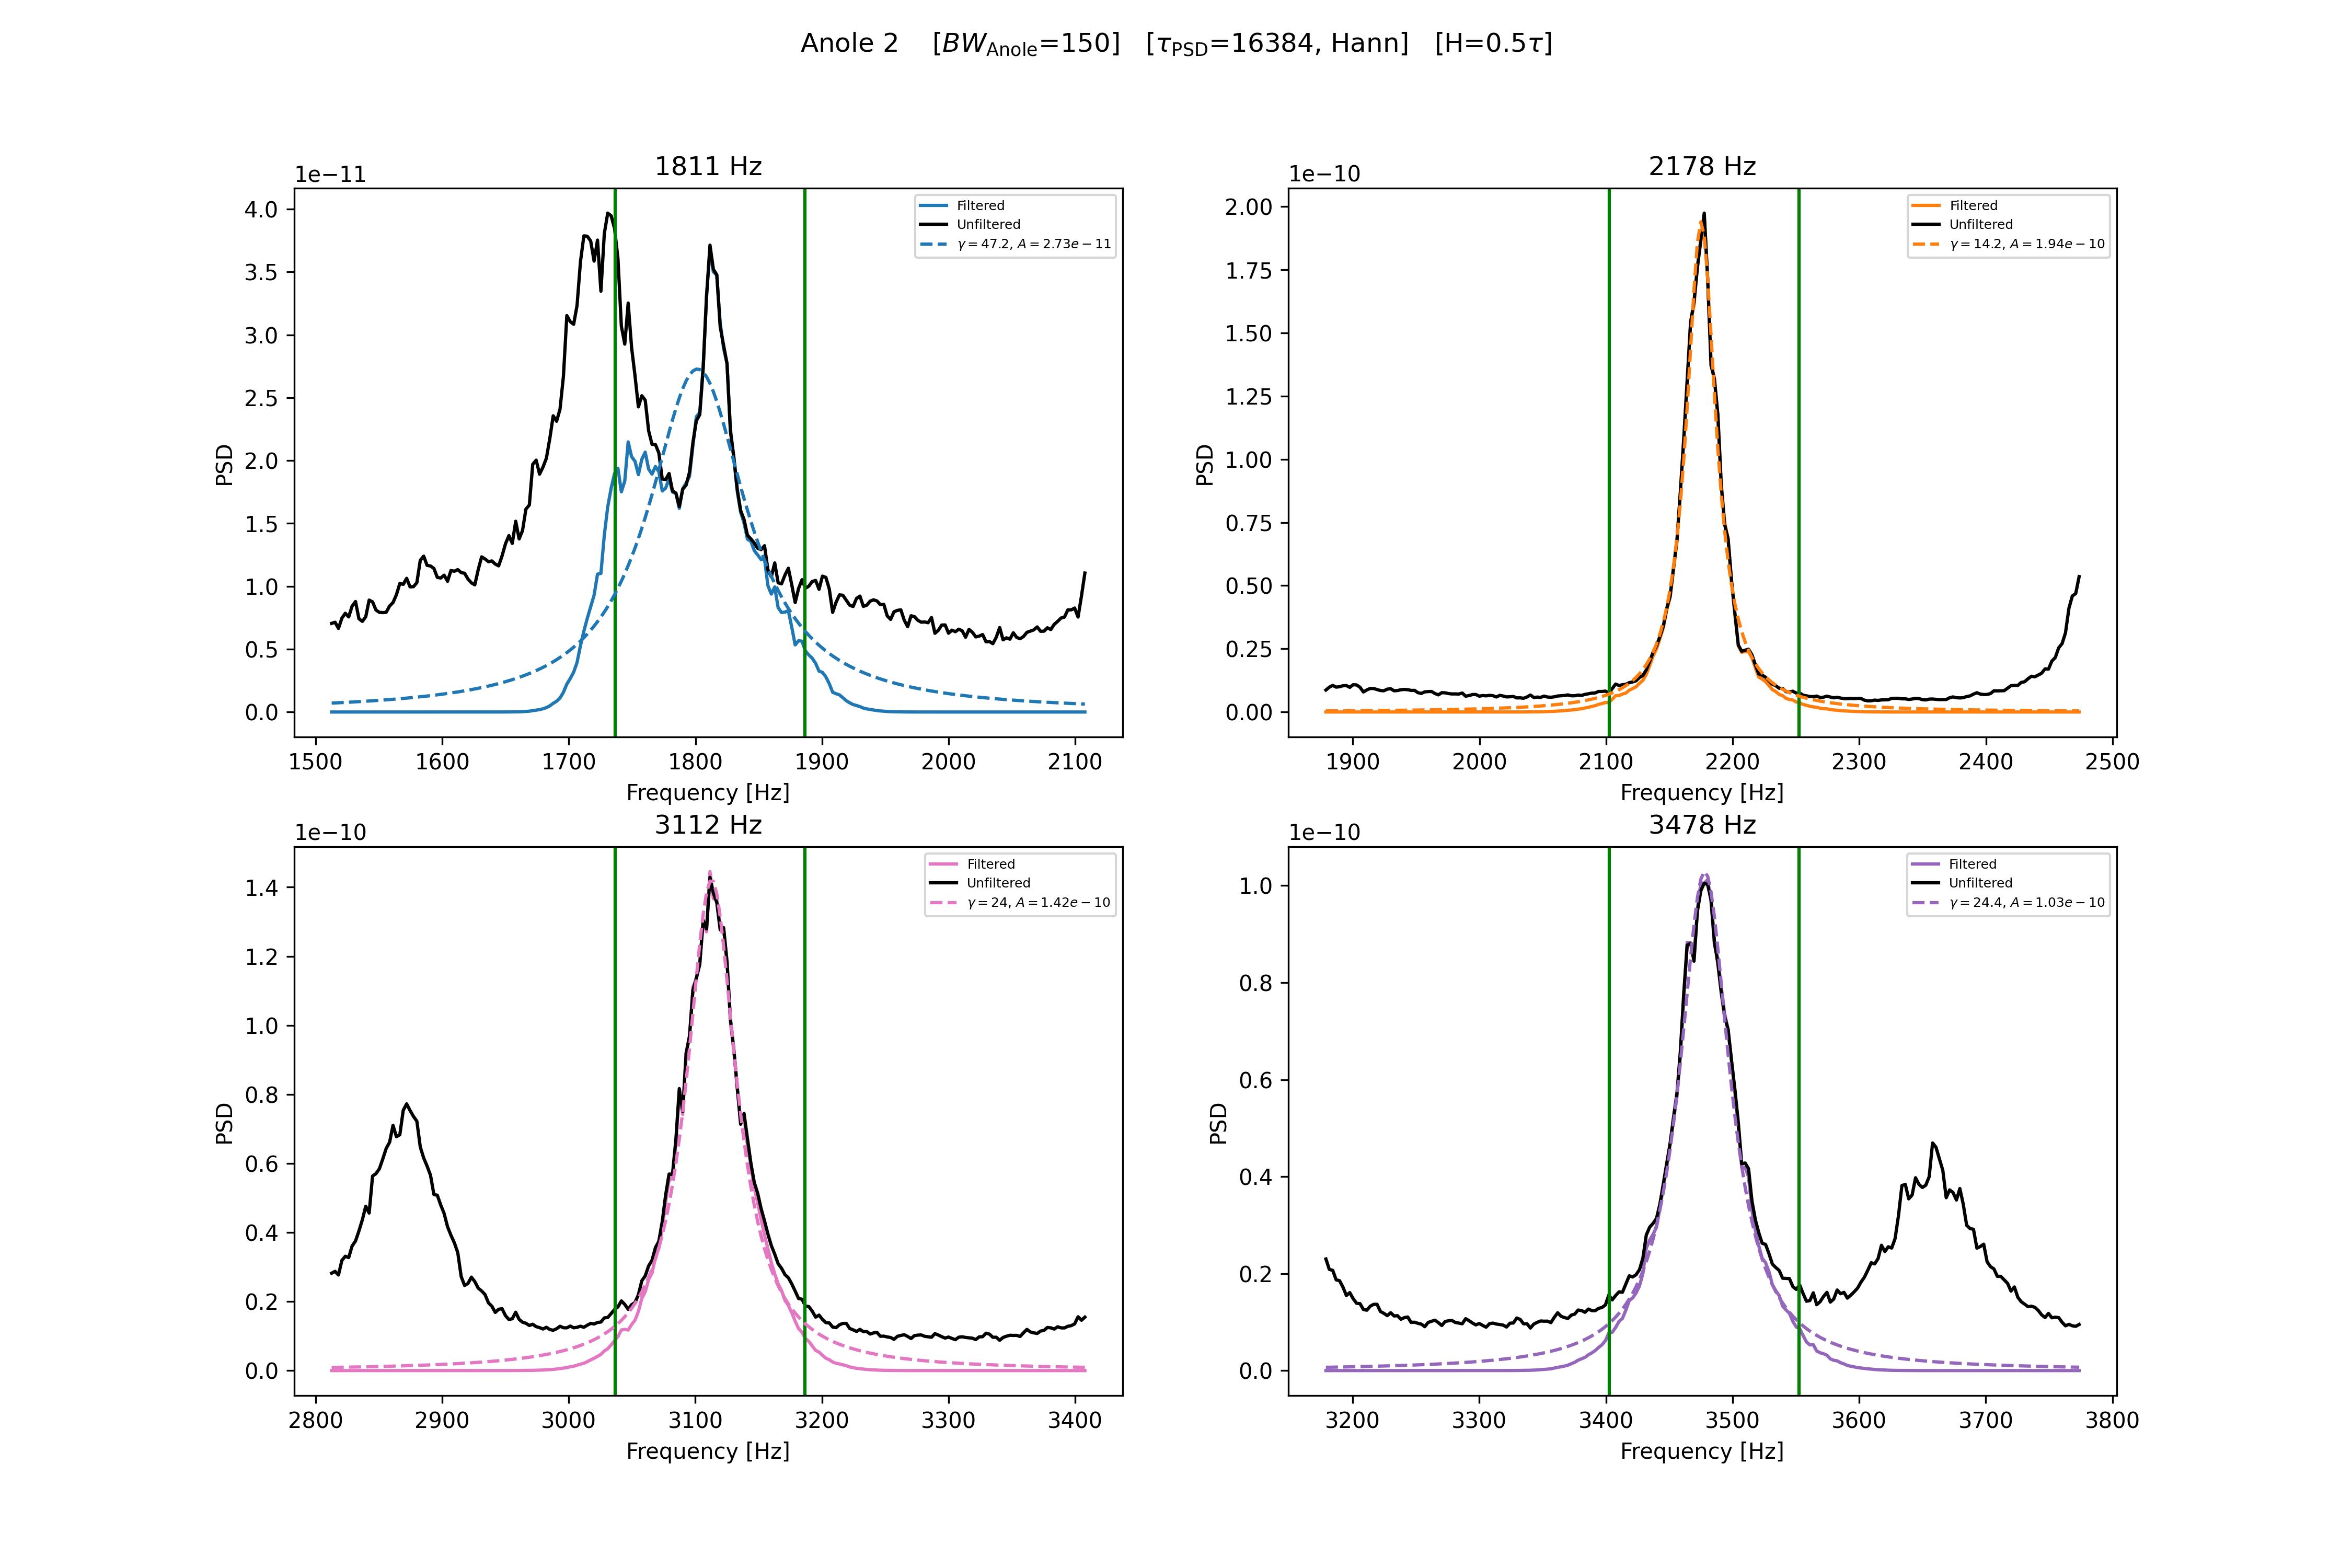 Anole 2 [BW_Anole=150] [τ_PSD=16384, Hann] [H=0.5τ]
1811 Hz
1e−11
4.0
3.5
3.0
2.5
2.0
1.5
1.0
0.5
0.0
PSD
Filtered
Unfiltered
γ = 47.2, A = 2.73e − 11
1500 1600 1700 1800 1900 2000 2100
Frequency [Hz]
2178 Hz
1e−10
2.00
1.75
1.50
1.25
1.00
0.75
0.50
0.25
0.00
PSD
Filtered
Unfiltered
γ = 14.2, A = 1.94e − 10
1900 2000 2100 2200 2300 2400 2500
Frequency [Hz]
3112 Hz
1e−10
1.4
1.2
1.0
0.8
0.6
0.4
0.2
0.0
PSD
Filtered
Unfiltered
γ = 24, A = 1.42e − 10
2800 2900 3000 3100 3200 3300 3400
Frequency [Hz]
3478 Hz
1e−10
1.0
0.8
0.6
0.4
0.2
0.0
PSD
Filtered
Unfiltered
γ = 24.4, A = 1.03e − 10
3200 3300 3400 3500 3600 3700 3800
Frequency [Hz]